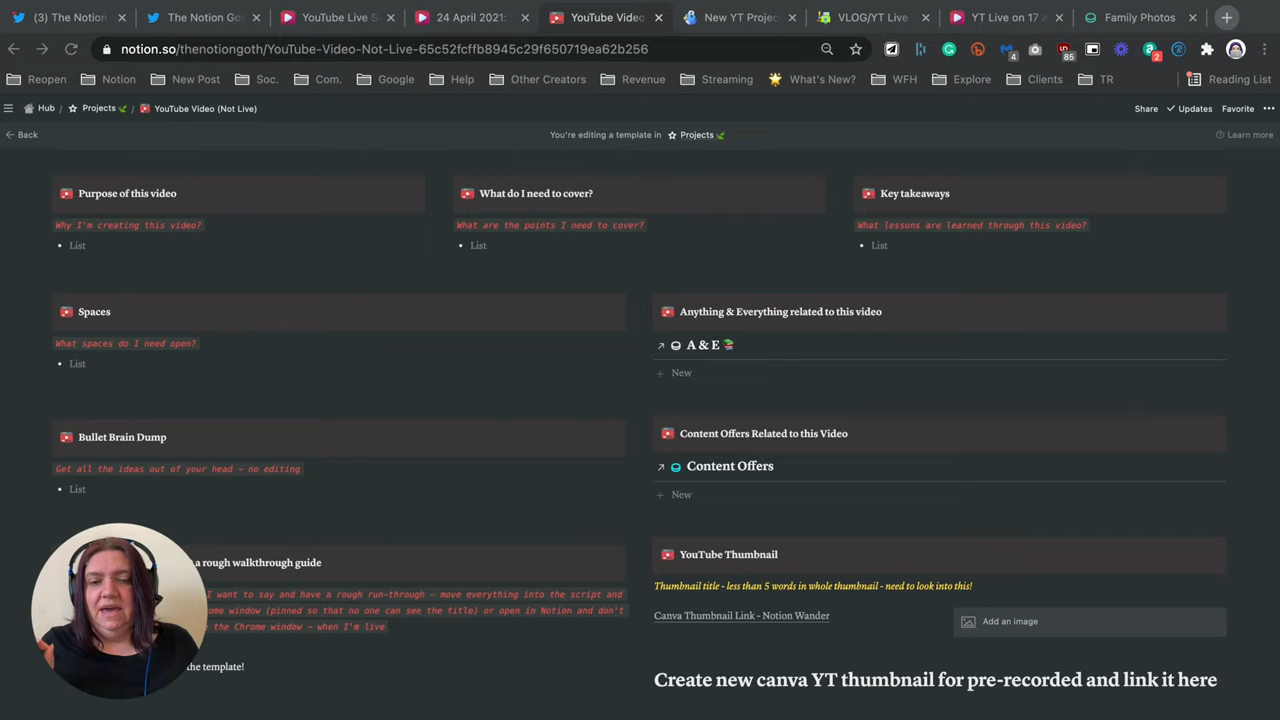 (3) The Notion
The Notion Go
YouTube Live S
24 April 2021:
YouTube Video
New YT Projec
VLOG/YT Live
YT Live on 17 A
Family Photos
notion.so/thenotiongoth/YouTube-Video-Not-Live-65c52fcffb8945c29f650719ea62b256
4
85
2
Reopen
Notion
New Post
Soc.
Com.
Google
Help
Other Creators
Revenue
Streaming
What's New?
WFH
Explore
Clients
TR
Reading List
Hub / Projects / YouTube Video (Not Live)
Share
Updates
Favorite
Back
You're editing a template in Projects
Learn more
Purpose of this video
What do I need to cover?
Key takeaways
Why I'm creating this video?
What are the points I need to cover?
What lessons are learned through this video?
• List
• List
• List
Spaces
Anything & Everything related to this video
What spaces do I need open?
A & E
• List
+ New
Bullet Brain Dump
Content Offers Related to this Video
Get all the ideas out of your head – no editing
Content Offers
• List
+ New
a rough walkthrough guide
YouTube Thumbnail
I want to say and have a rough run-through – move everything into the script and
Thumbnail title - less than 5 words in whole thumbnail - need to look into this!
ome window (pinned so that no one can see the title) or open in Notion and don't
Canva Thumbnail Link - Notion Wander
Add an image
the Chrome window – when I'm live
the template!
Create new canva YT thumbnail for pre-recorded and link it here